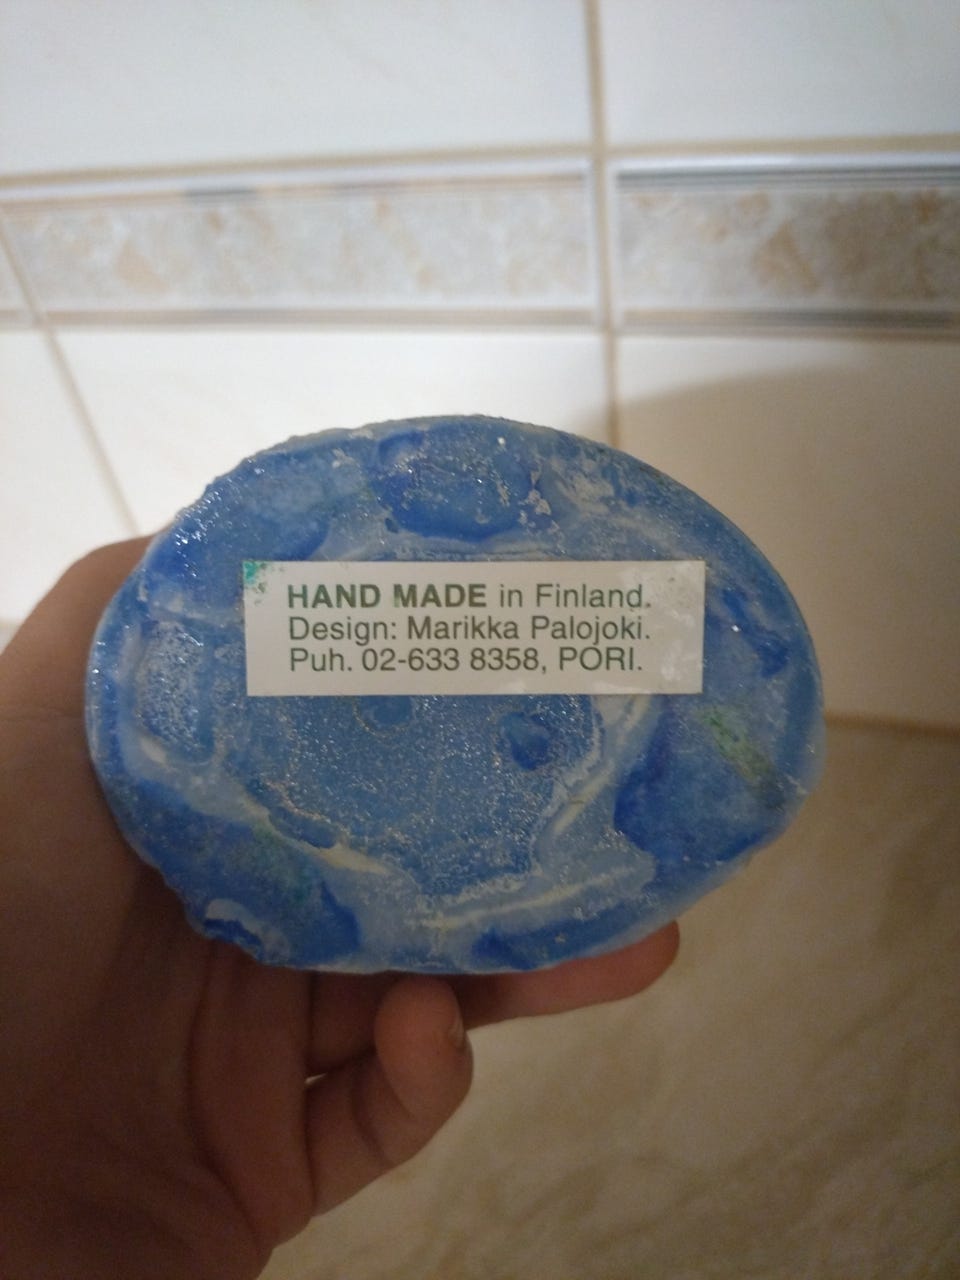 HAND MADE in Finland.
Design: Marikka Palojoki.
Puh. 02-633 8358, PORI.